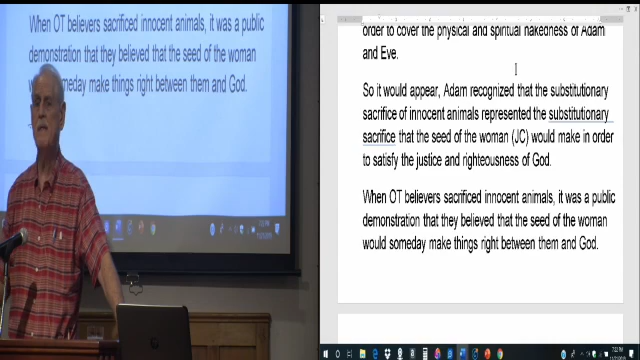 When OT believers sacrificed innocent animals, it was a public
demonstration that they believed that the seed of the woman
would someday make things right between them and God.
order to cover the physical and spiritual nakedness of Adam
and Eve.
So it would appear, Adam recognized that the substitutionary
sacrifice of innocent animals represented the substitutionary
sacrifice that the seed of the woman (JC) would make in order
to satisfy the justice and righteousness of God.
When OT believers sacrificed innocent animals, it was a public
demonstration that they believed that the seed of the woman
would someday make things right between them and God.
7:52 PM